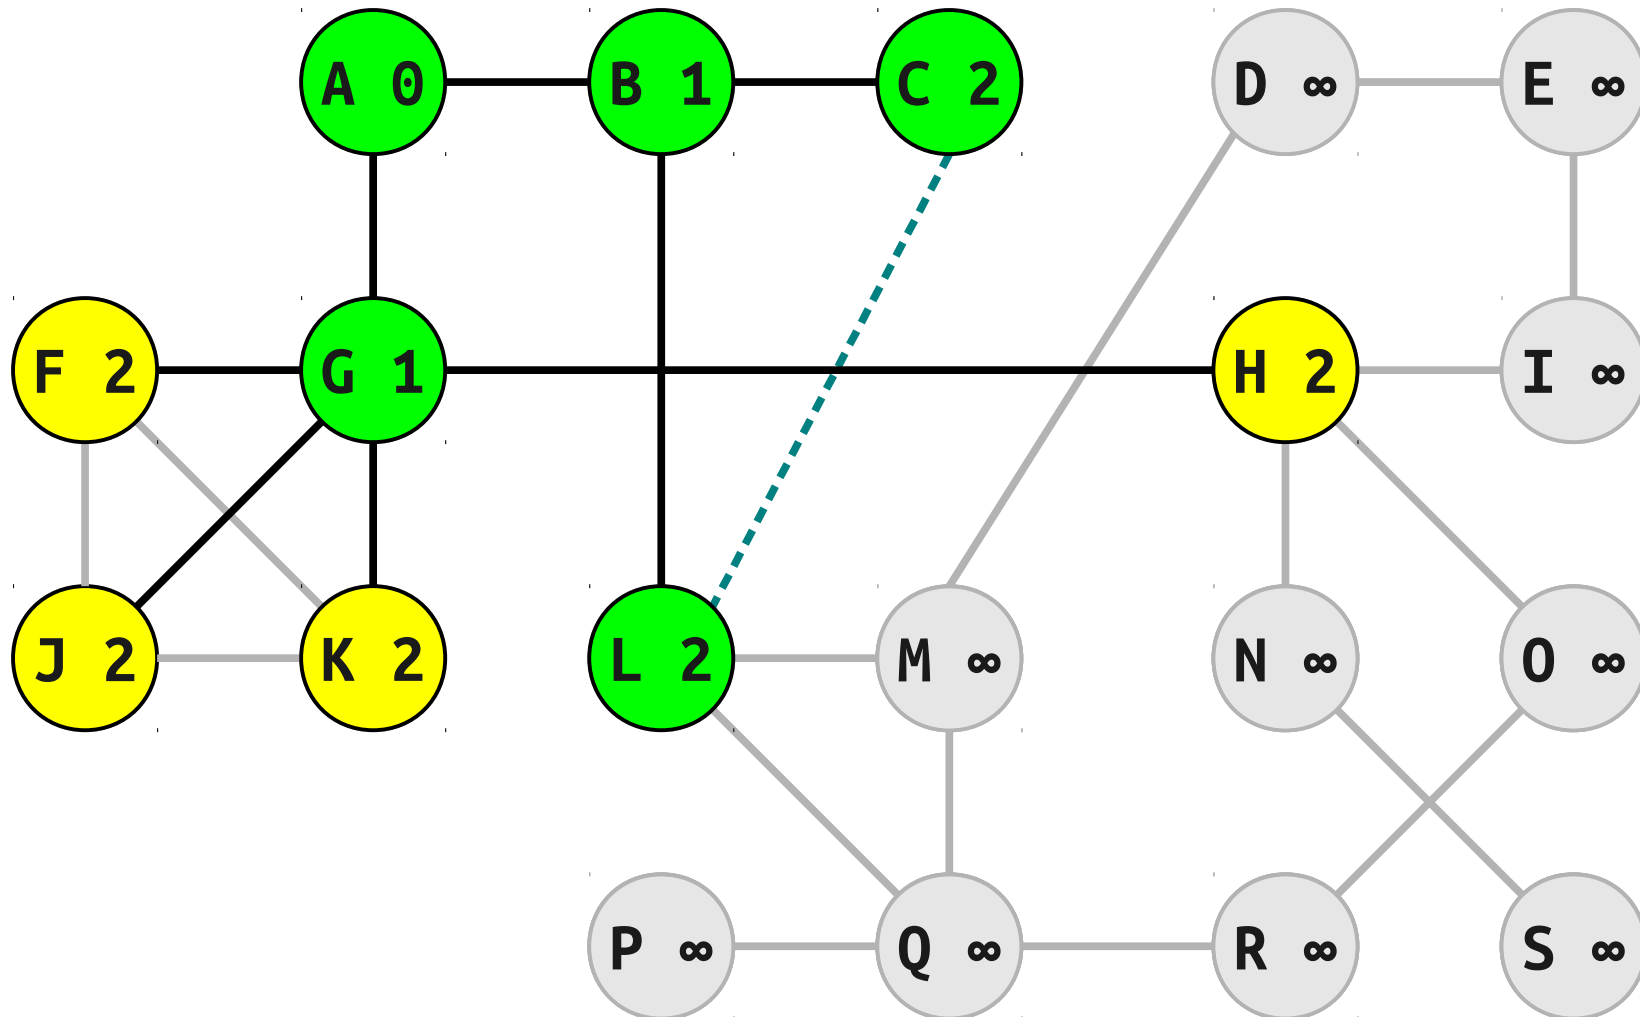 A 0 B 1 C 2 D ∞ E ∞
F 2 G 1 H 2 I ∞
J 2 K 2 L 2 M ∞ N ∞ O ∞
P ∞ Q ∞ R ∞ S ∞